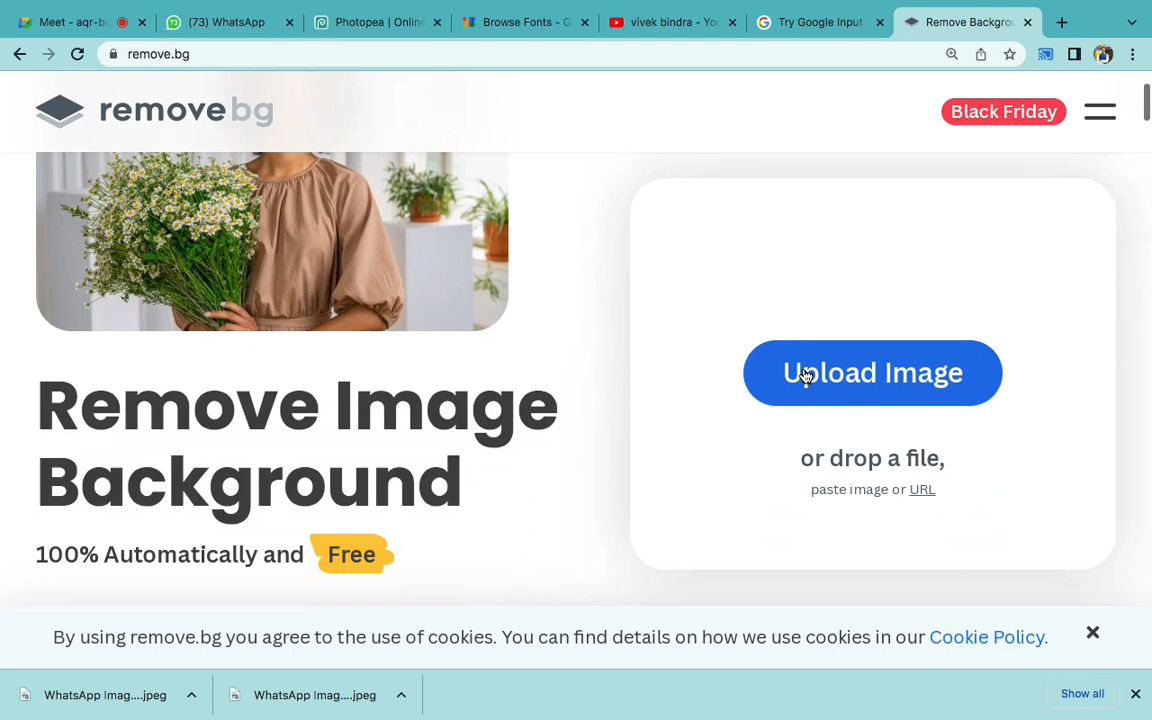 Meet - aqr-bu
(73) WhatsApp
Photopea | Online
Browse Fonts - G
vivek bindra - You
Try Google Input
Remove Backgrou
remove.bg
removebg
Black Friday
Upload Image
or drop a file,
paste image or URL
Remove Image
Background
100% Automatically and Free
By using remove.bg you agree to the use of cookies. You can find details on how we use cookies in our Cookie Policy.
WhatsApp Imag....jpeg
WhatsApp Imag....jpeg
Show all